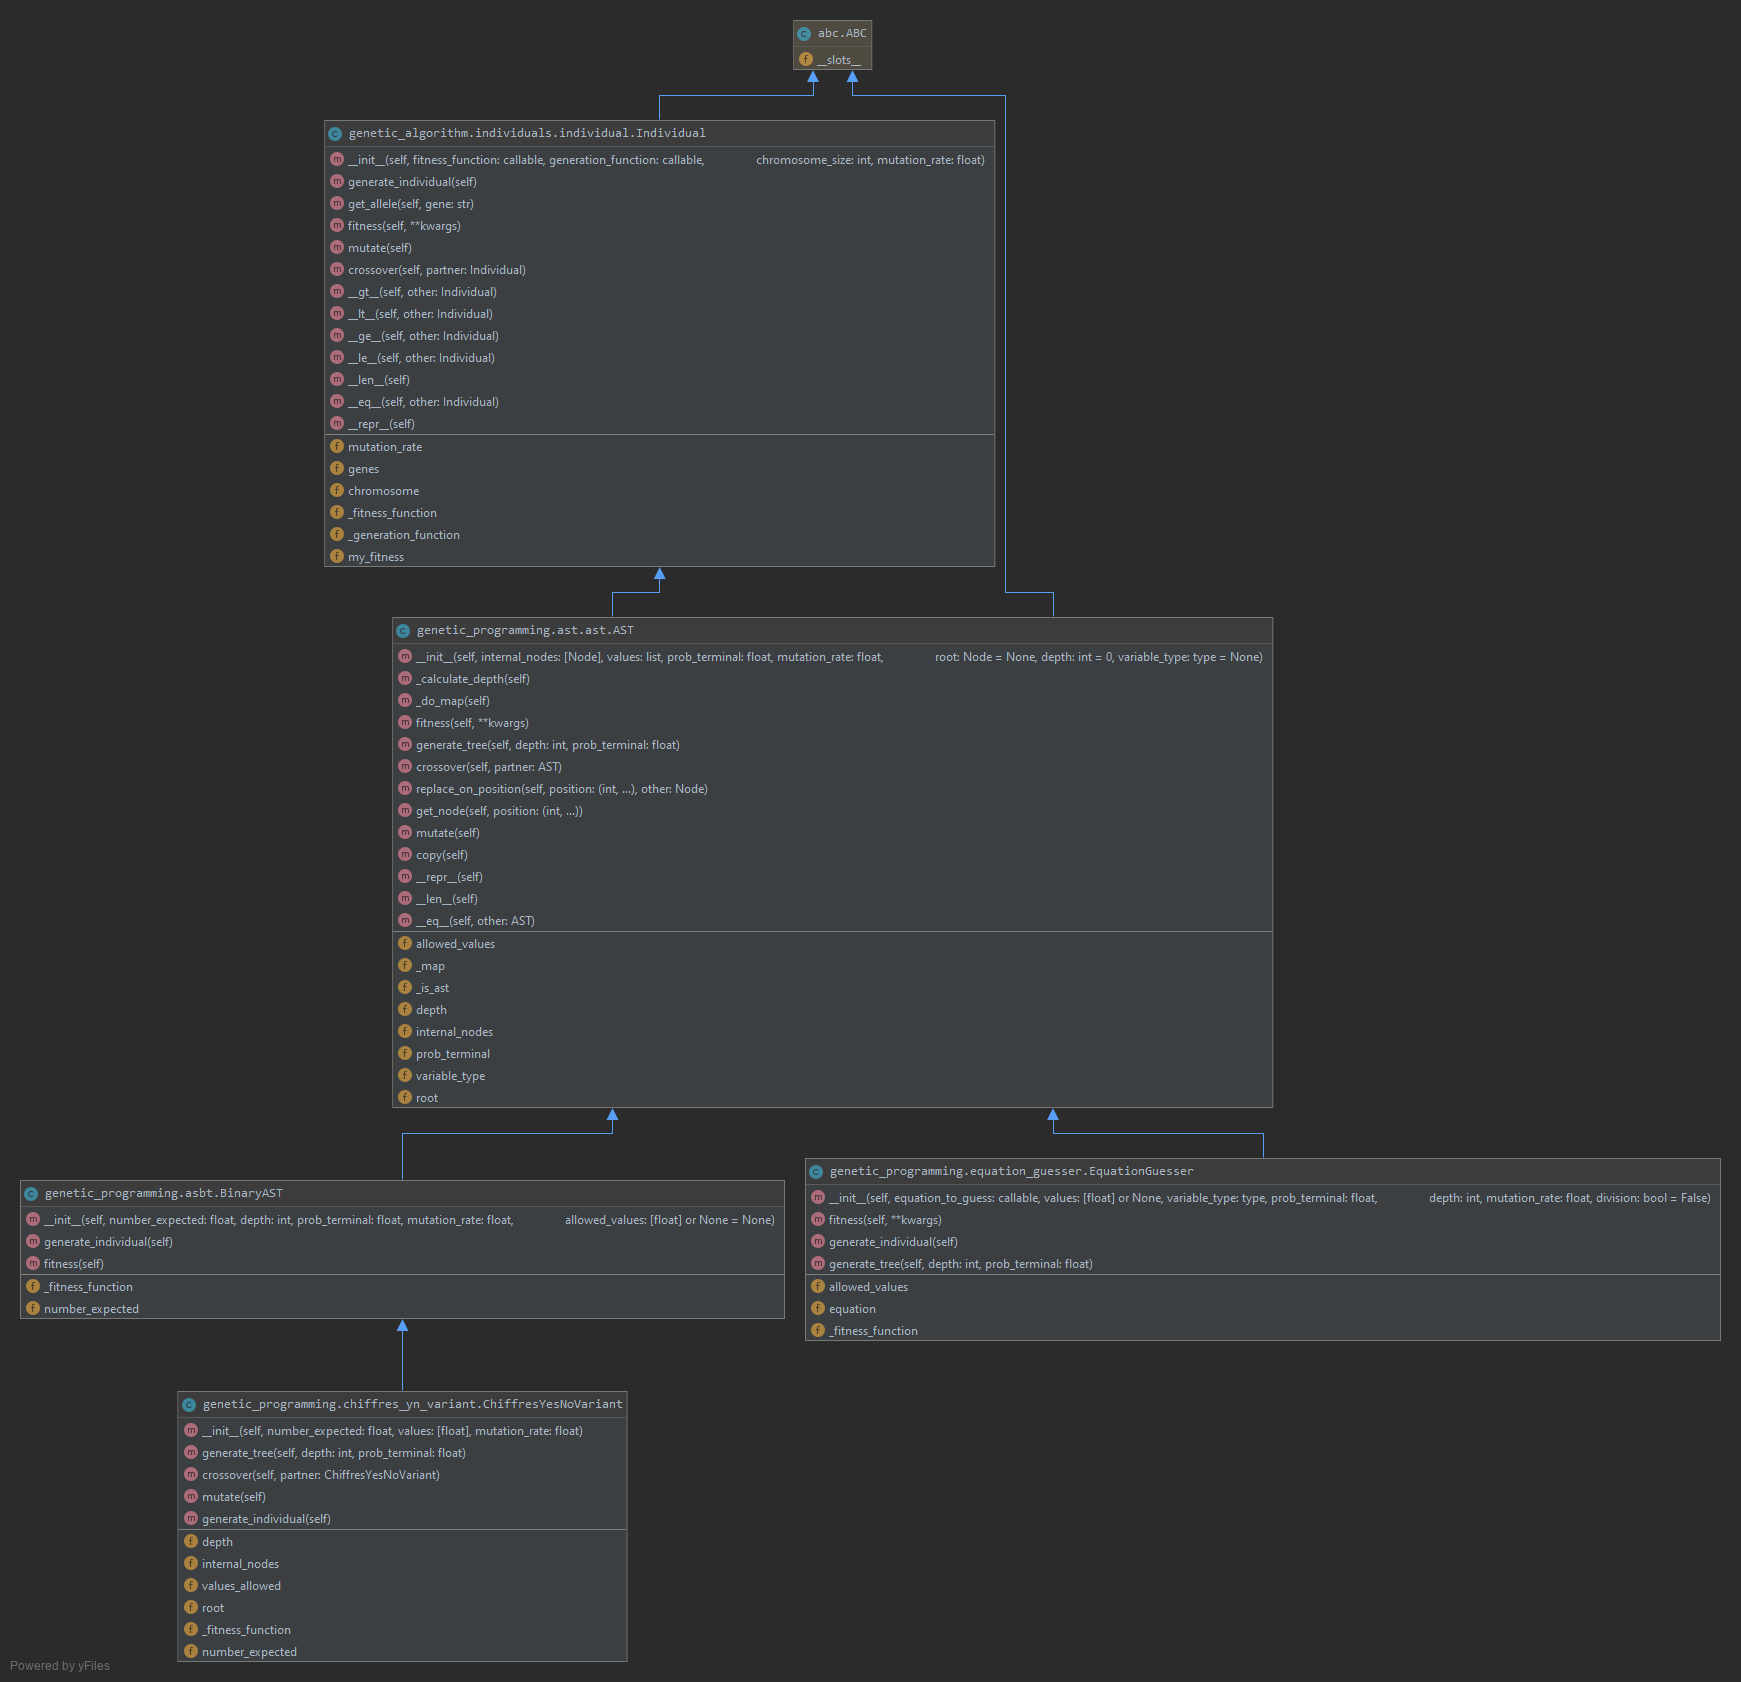 abc.ABC
__slots__
genetic_algorithm.individuals.individual.Individual
__init__(self, fitness_function: callable, generation_function: callable, chromosome_size: int, mutation_rate: float)
generate_individual(self)
get_allele(self, gene: str)
fitness(self, **kwargs)
mutate(self)
crossover(self, partner: Individual)
__gt__(self, other: Individual)
__lt__(self, other: Individual)
__ge__(self, other: Individual)
__le__(self, other: Individual)
__len__(self)
__eq__(self, other: Individual)
__repr__(self)
mutation_rate
genes
chromosome
_fitness_function
_generation_function
my_fitness
genetic_programming.ast.ast.AST
__init__(self, internal_nodes: [Node], values: list, prob_terminal: float, mutation_rate: float, root: Node = None, depth: int = 0, variable_type: type = None)
_calculate_depth(self)
_do_map(self)
fitness(self, **kwargs)
generate_tree(self, depth: int, prob_terminal: float)
crossover(self, partner: AST)
replace_on_position(self, position: (int, ...), other: Node)
get_node(self, position: (int, ...))
mutate(self)
copy(self)
__repr__(self)
__len__(self)
__eq__(self, other: AST)
allowed_values
_map
_is_ast
depth
internal_nodes
prob_terminal
variable_type
root
genetic_programming.asbt.BinaryAST
__init__(self, number_expected: float, depth: int, prob_terminal: float, mutation_rate: float, allowed_values: [float] or None = None)
generate_individual(self)
fitness(self)
_fitness_function
number_expected
genetic_programming.equation_guesser.EquationGuesser
__init__(self, equation_to_guess: callable, values: [float] or None, variable_type: type, prob_terminal: float, depth: int, mutation_rate: float, division: bool = False)
fitness(self, **kwargs)
generate_individual(self)
generate_tree(self, depth: int, prob_terminal: float)
allowed_values
equation
_fitness_function
genetic_programming.chiffres_yn_variant.ChiffresYesNoVariant
__init__(self, number_expected: float, values: [float], mutation_rate: float)
generate_tree(self, depth: int, prob_terminal: float)
crossover(self, partner: ChiffresYesNoVariant)
mutate(self)
generate_individual(self)
depth
internal_nodes
values_allowed
root
_fitness_function
number_expected
Powered by yFiles